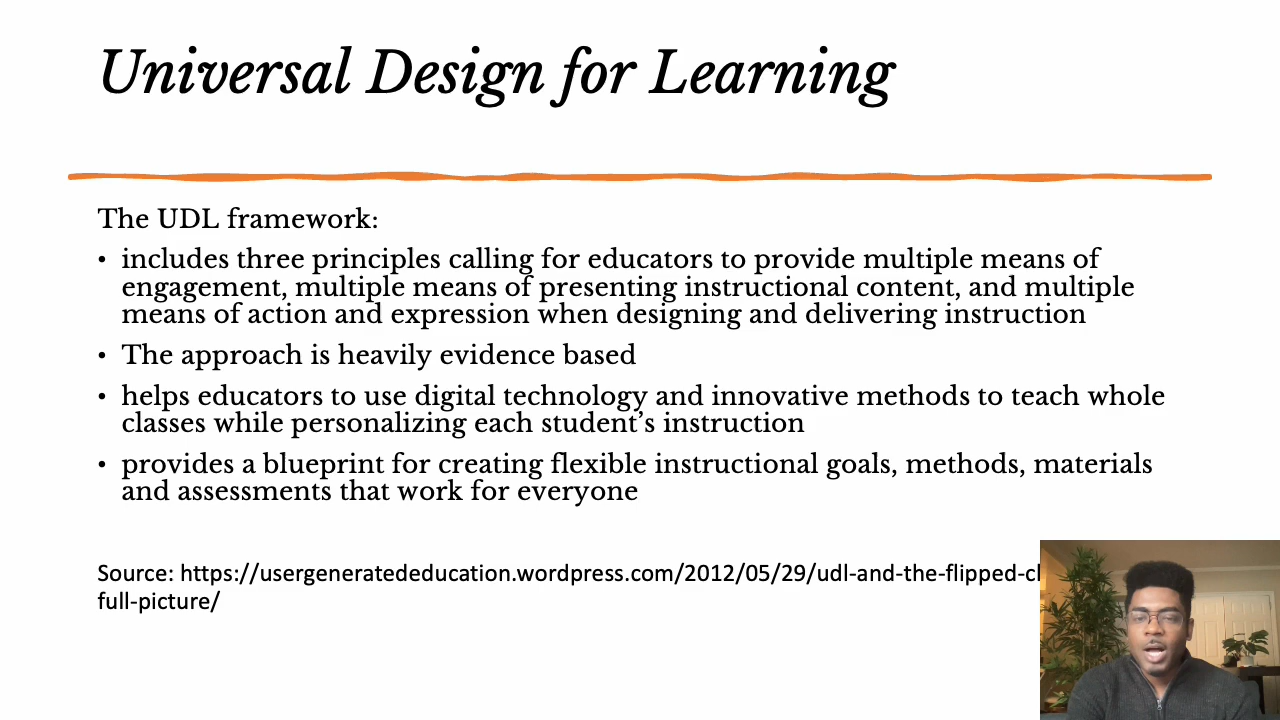 Universal Design for Learning
The UDL framework:
• includes three principles calling for educators to provide multiple means of
engagement, multiple means of presenting instructional content, and multiple
means of action and expression when designing and delivering instruction
• The approach is heavily evidence based
• helps educators to use digital technology and innovative methods to teach whole
classes while personalizing each student’s instruction
• provides a blueprint for creating flexible instructional goals, methods, materials
and assessments that work for everyone
Source: https://usergeneratededucation.wordpress.com/2012/05/29/udl-and-the-flipped-
full-picture/